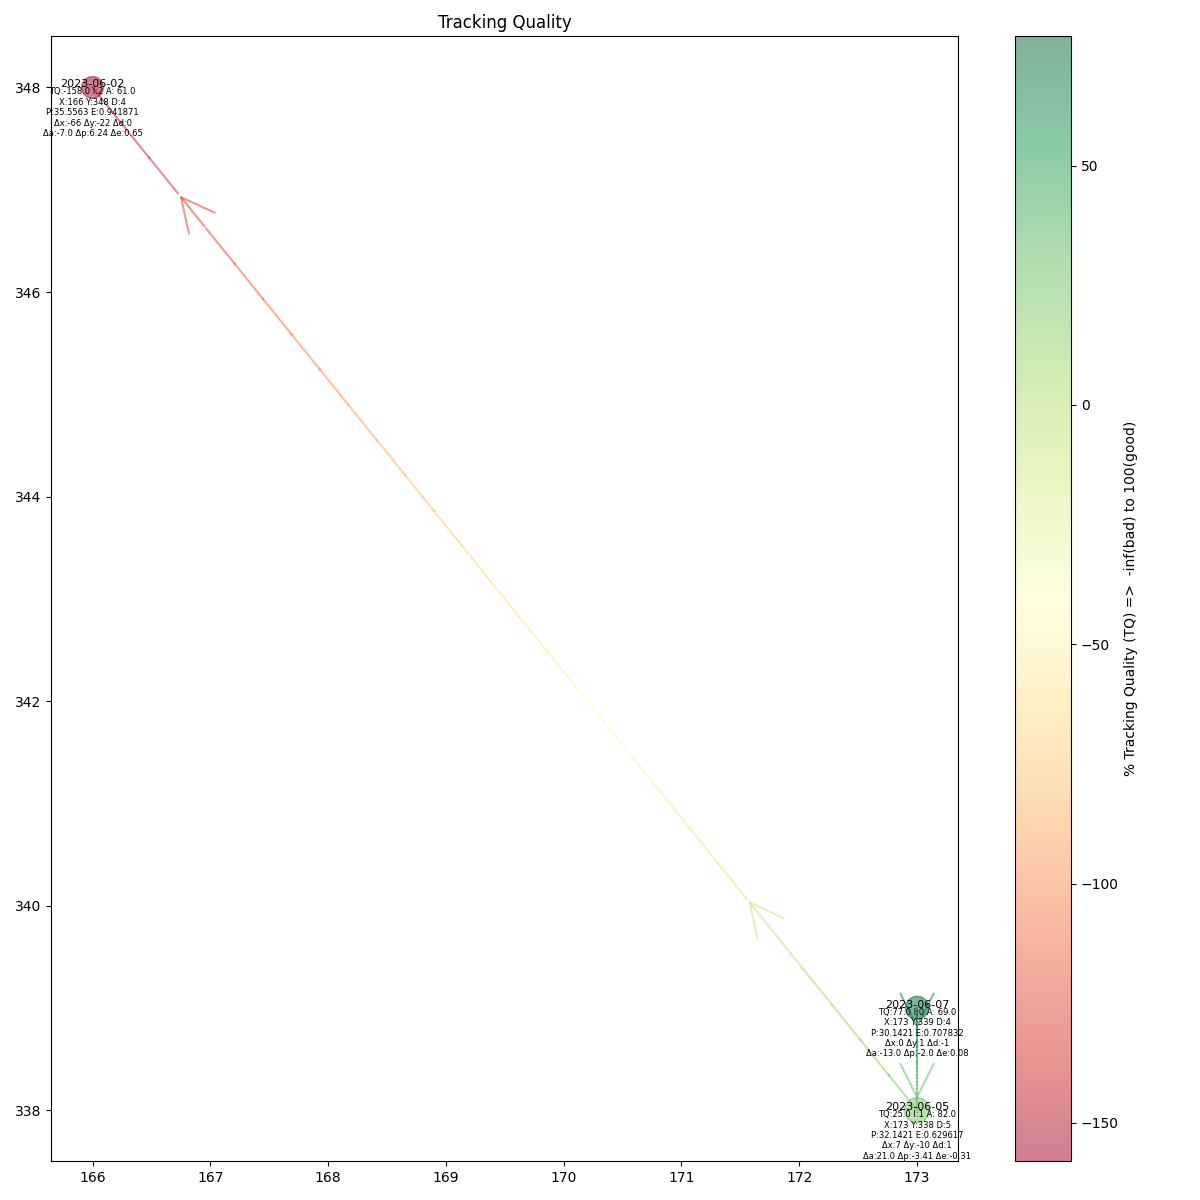 Tracking Quality
348
346
344
342
340
338
166
167
168
169
170
171
172
173
2023-06-02
TQ:-158.0 I:2 A: 61.0
X:166 Y:348 D:4
P:35.5563 E:0.941871
Δx:-66 Δy:-22 Δd:0
Δa:-7.0 Δp:6.24 Δe:0.65
2023-06-07
TQ:77.0 I:0 A: 69.0
X:173 Y:339 D:4
P:30.1421 E:0.707832
Δx:0 Δy:1 Δd:-1
Δa:-13.0 Δp:-2.0 Δe:0.08
2023-06-05
TQ:25.0 I:1 A: 82.0
X:173 Y:338 D:5
P:32.1421 E:0.629617
Δx:7 Δy:-10 Δd:1
Δa:21.0 Δp:-3.41 Δe:-0.31
50
0
−50
−100
−150
% Tracking Quality (TQ) => -inf(bad) to 100(good)